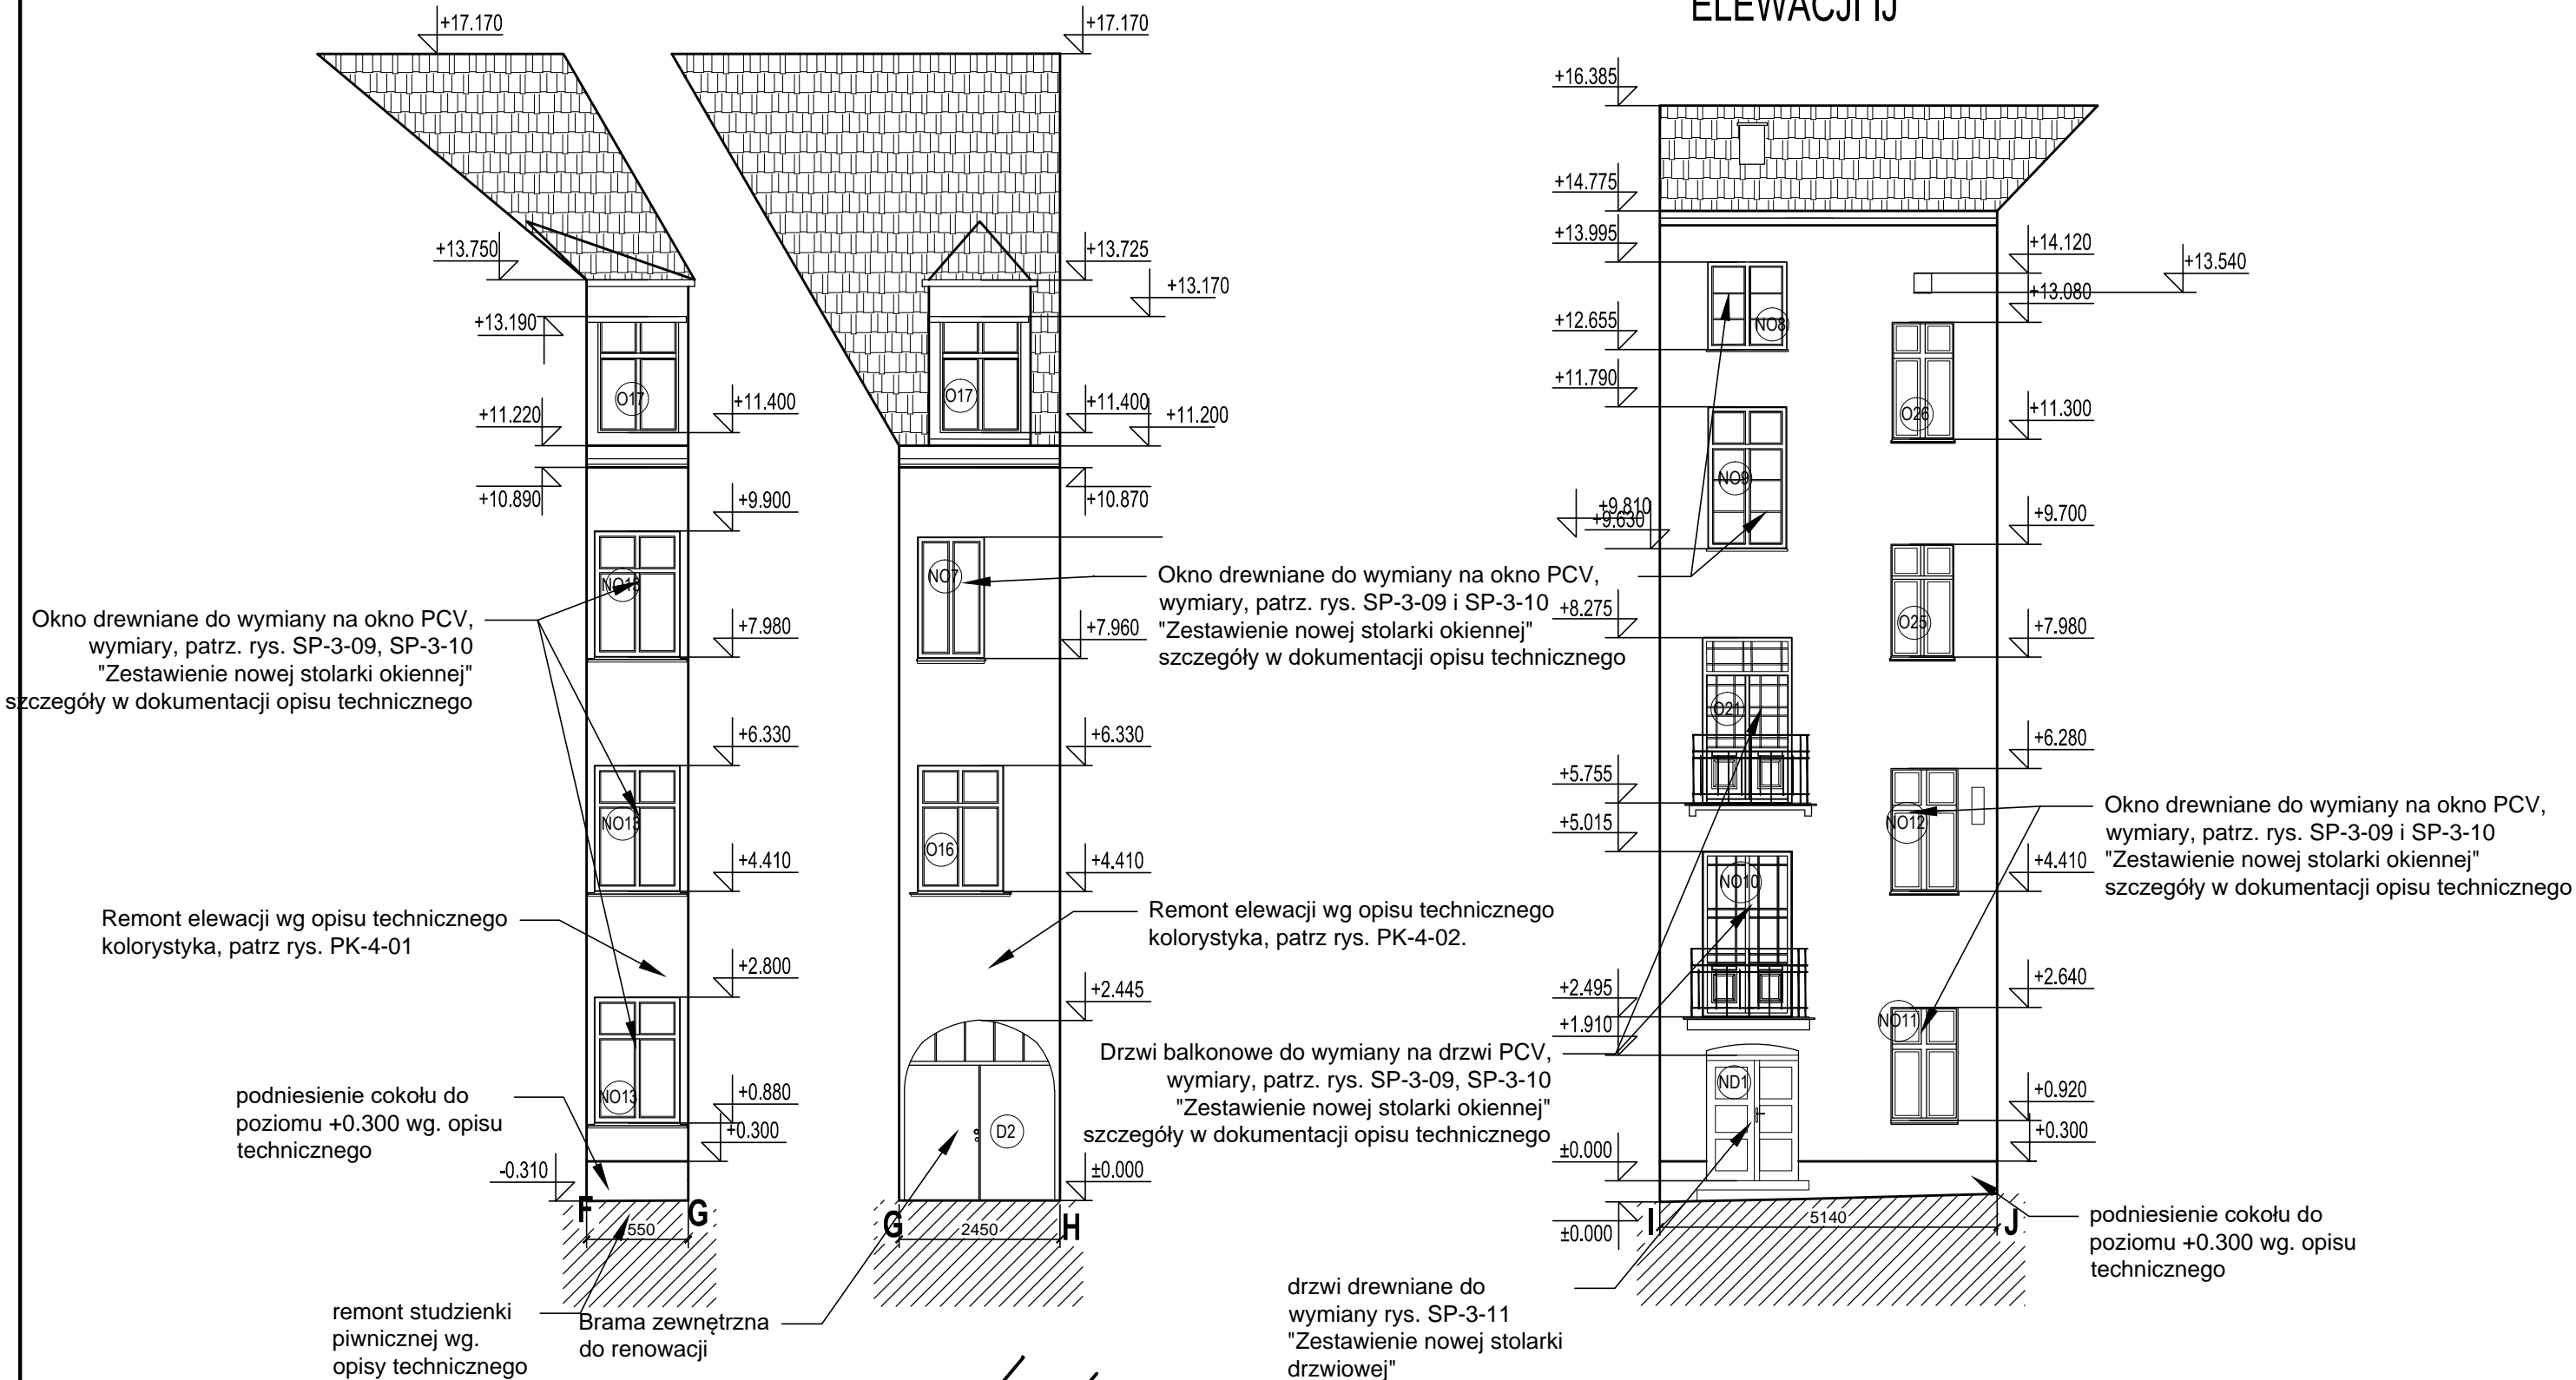 ELEWACJI IJ
+17.170
+17.170
+13.750
+13.190
+11.220
+10.890
+11.400
+9.900
+7.980
+6.330
+4.410
+2.800
+0.880
+0.300
-0.310
O17
NO13
NO13
NO13
F
G
550
Okno drewniane do wymiany na okno PCV,
wymiary, patrz. rys. SP-3-09, SP-3-10
"Zestawienie nowej stolarki okiennej"
szczegóły w dokumentacji opisu technicznego
Remont elewacji wg opisu technicznego
kolorystyka, patrz rys. PK-4-01
podniesienie cokołu do
poziomu +0.300 wg. opisu
technicznego
remont studzienki
piwnicznej wg.
opisy technicznego
Brama zewnętrzna
do renowacji
+13.725
+13.170
+11.400
+11.200
+10.870
+7.960
+6.330
+4.410
+2.445
±0.000
O17
NO7
O16
D2
G
H
2450
Okno drewniane do wymiany na okno PCV,
wymiary, patrz. rys. SP-3-09 i SP-3-10
"Zestawienie nowej stolarki okiennej"
szczegóły w dokumentacji opisu technicznego
Remont elewacji wg opisu technicznego
kolorystyka, patrz rys. PK-4-02.
Drzwi balkonowe do wymiany na drzwi PCV,
wymiary, patrz. rys. SP-3-09, SP-3-10
"Zestawienie nowej stolarki okiennej"
szczegóły w dokumentacji opisu technicznego
drzwi drewniane do
wymiany rys. SP-3-11
"Zestawienie nowej stolarki
drzwiowej"
+16.385
+14.775
+13.995
+12.655
+11.790
+9.810
+9.630
+8.275
+5.755
+5.015
+2.495
+1.910
±0.000
±0.000
NO8
NO9
O21
NO10
ND1
O26
O25
NO12
NO11
I
J
5140
+14.120
+13.540
+13.080
+11.300
+9.700
+7.980
+6.280
+4.410
+2.640
+0.920
+0.300
Okno drewniane do wymiany na okno PCV,
wymiary, patrz. rys. SP-3-09 i SP-3-10
"Zestawienie nowej stolarki okiennej"
szczegóły w dokumentacji opisu technicznego
podniesienie cokołu do
poziomu +0.300 wg. opisu
technicznego